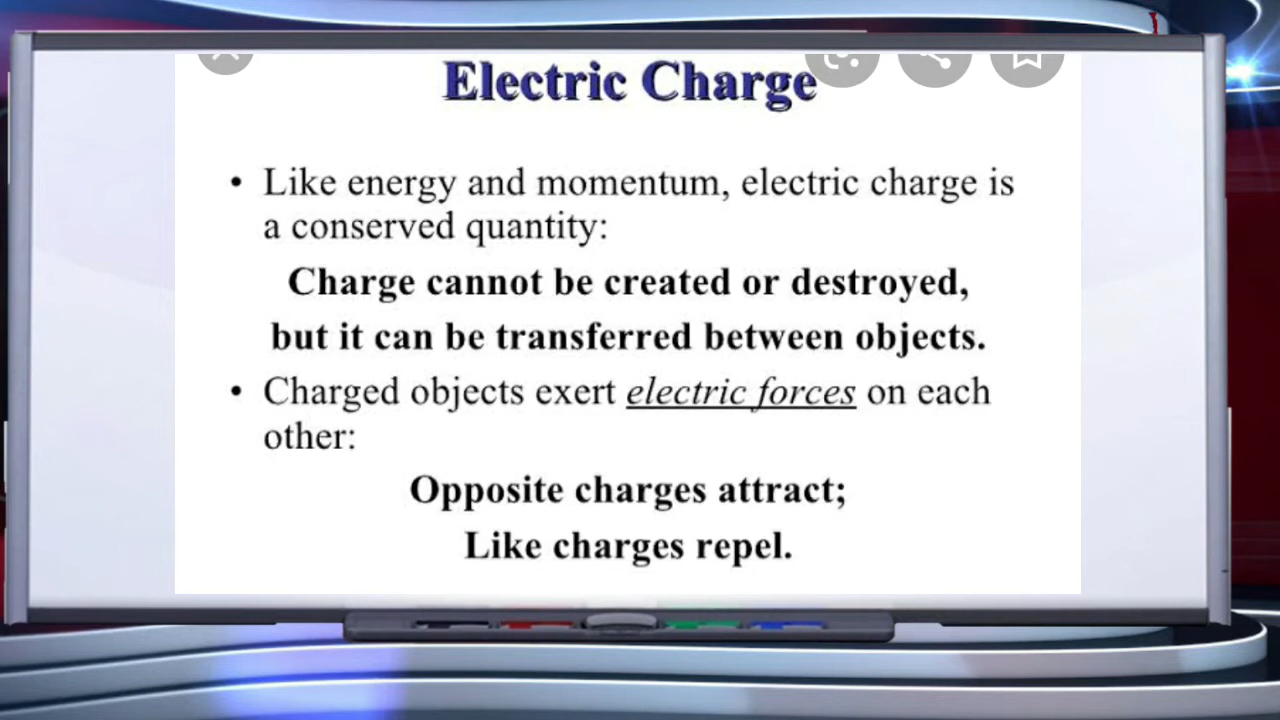 Electric Charge
• Like energy and momentum, electric charge is
a conserved quantity:
Charge cannot be created or destroyed,
but it can be transferred between objects.
• Charged objects exert electric forces on each
other:
Opposite charges attract;
Like charges repel.